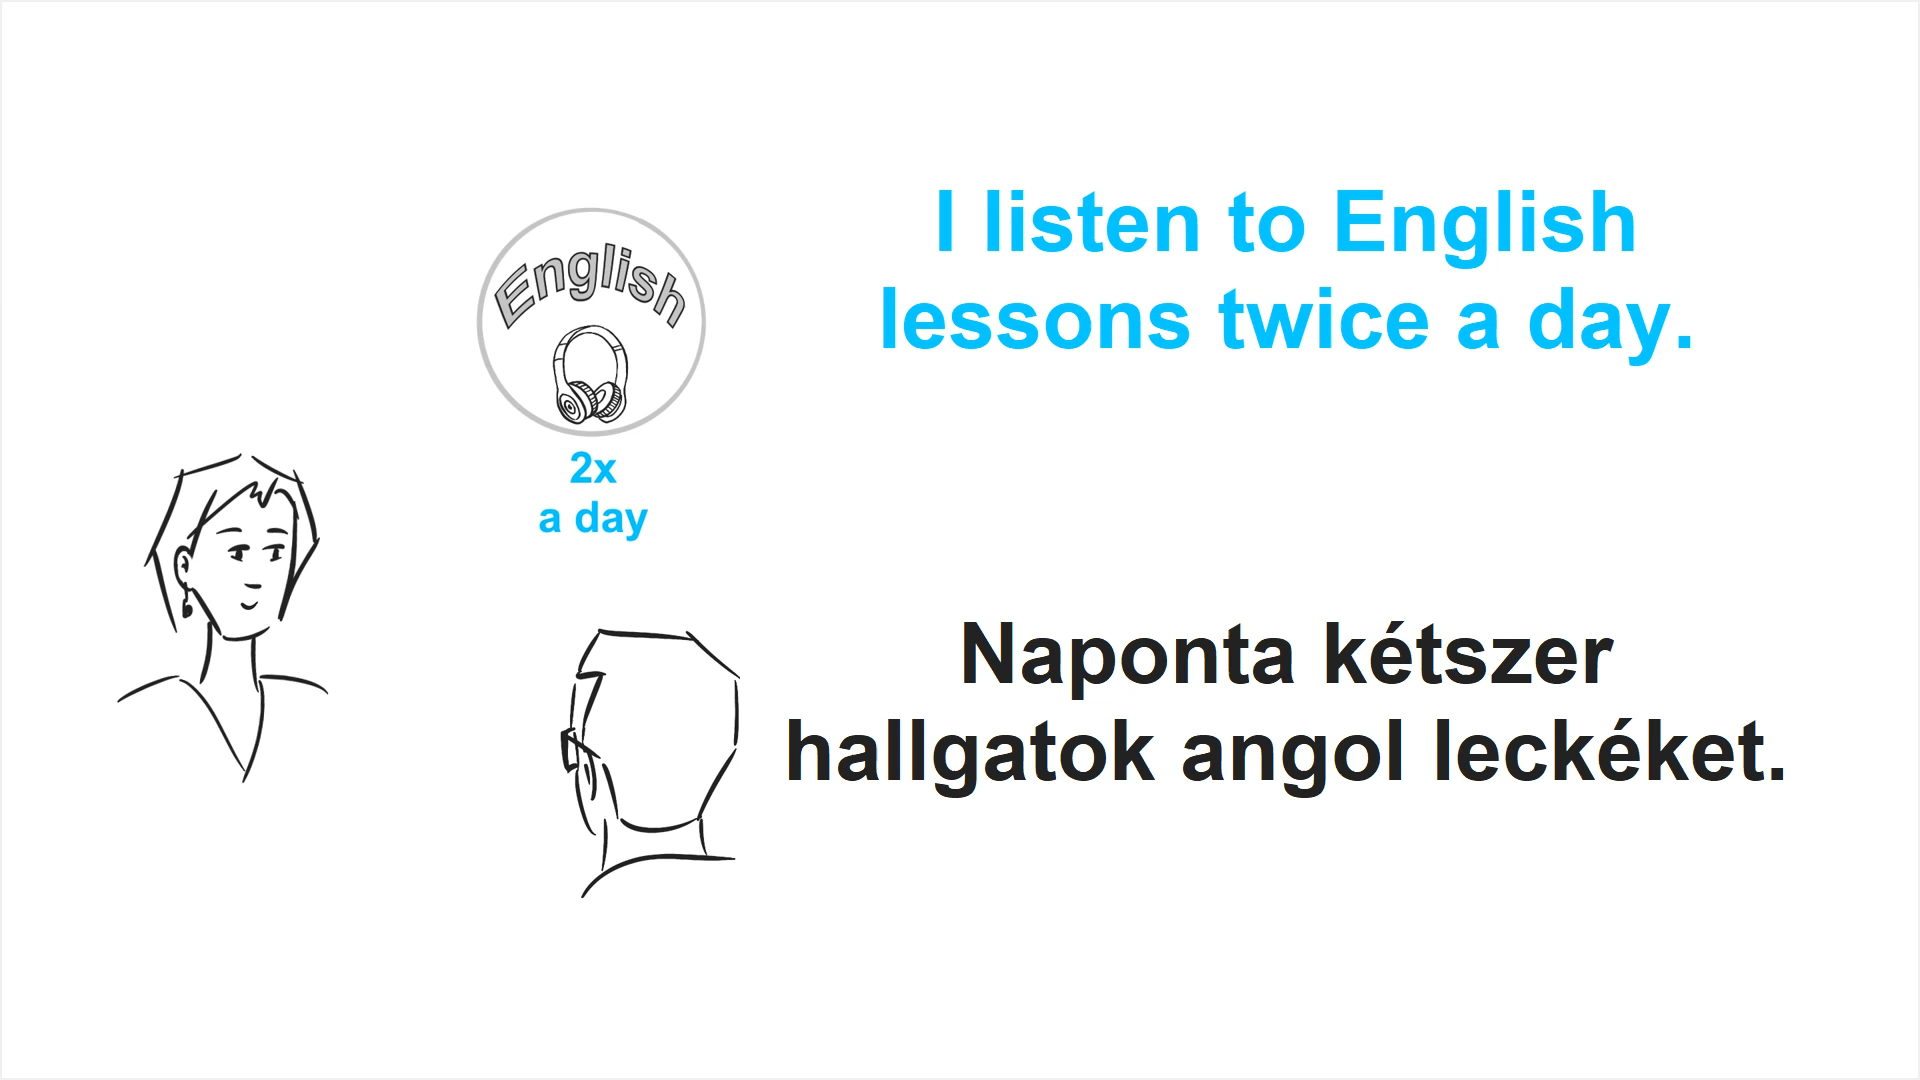 I listen to English
lessons twice a day.
English
2x
a day
Naponta kétszer
hallgatok angol leckéket.